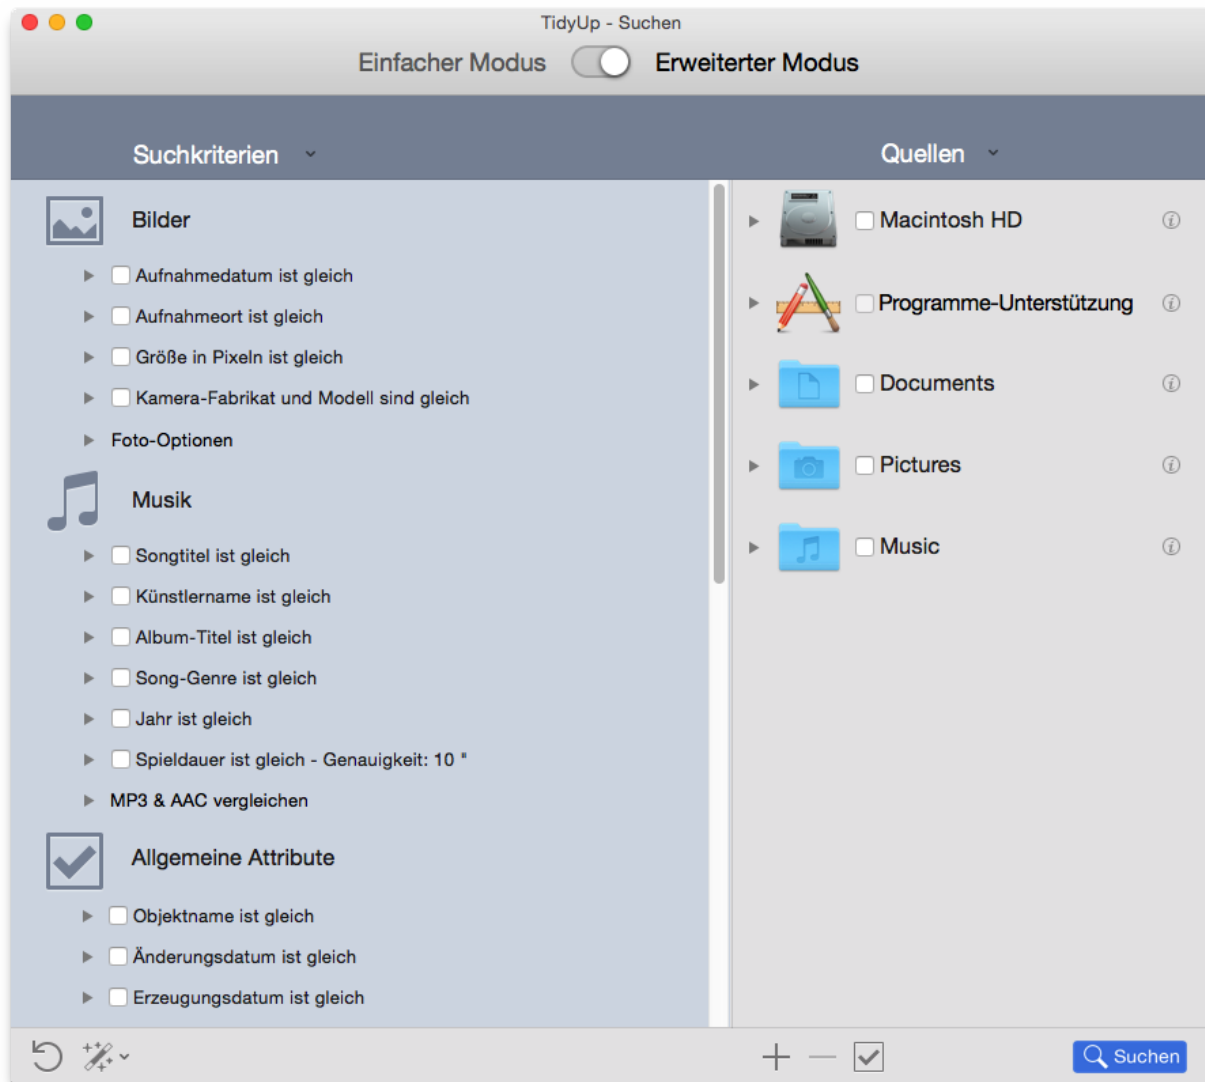 TidyUp - Suchen
Einfacher Modus Erweiterter Modus
Suchkriterien
Bilder
Aufnahmedatum ist gleich
Aufnahmeort ist gleich
Größe in Pixeln ist gleich
Kamera-Fabrikat und Modell sind gleich
Foto-Optionen
Musik
Songtitel ist gleich
Künstlername ist gleich
Album-Titel ist gleich
Song-Genre ist gleich
Jahr ist gleich
Spieldauer ist gleich - Genauigkeit: 10 "
MP3 & AAC vergleichen
Allgemeine Attribute
Objektname ist gleich
Änderungsdatum ist gleich
Erzeugungsdatum ist gleich
Quellen
Macintosh HD
Programme-Unterstützung
Documents
Pictures
Music
Suchen